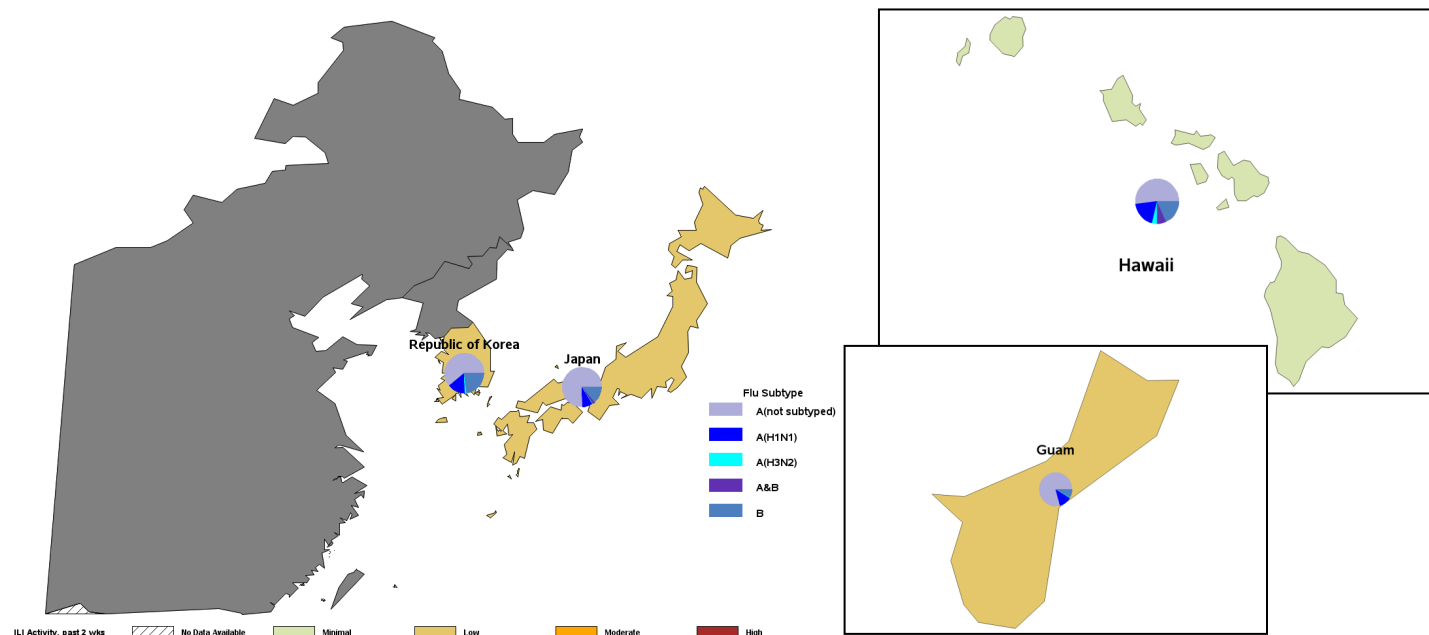 Republic of Korea
Japan
Hawaii
Guam
Flu Subtype
A(not subtyped)
A(H1N1)
A(H3N2)
A&B
B
ILI Activity, past 2 wks
No Data Available
Minimal
Low
Moderate
High